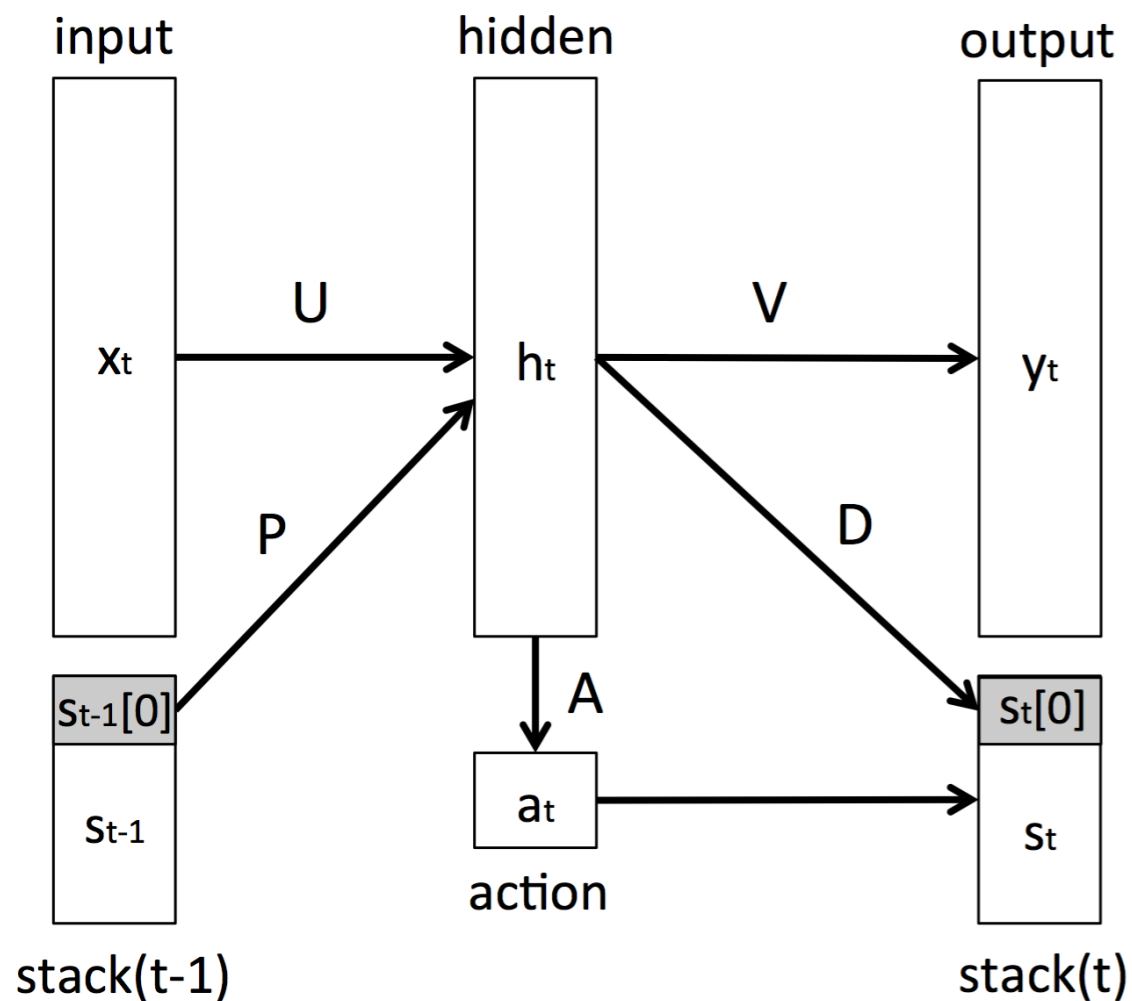 input hidden output
U V
xt ht yt
P D
st-1[0] A st[0]
st-1 at st
action
stack(t-1) stack(t)